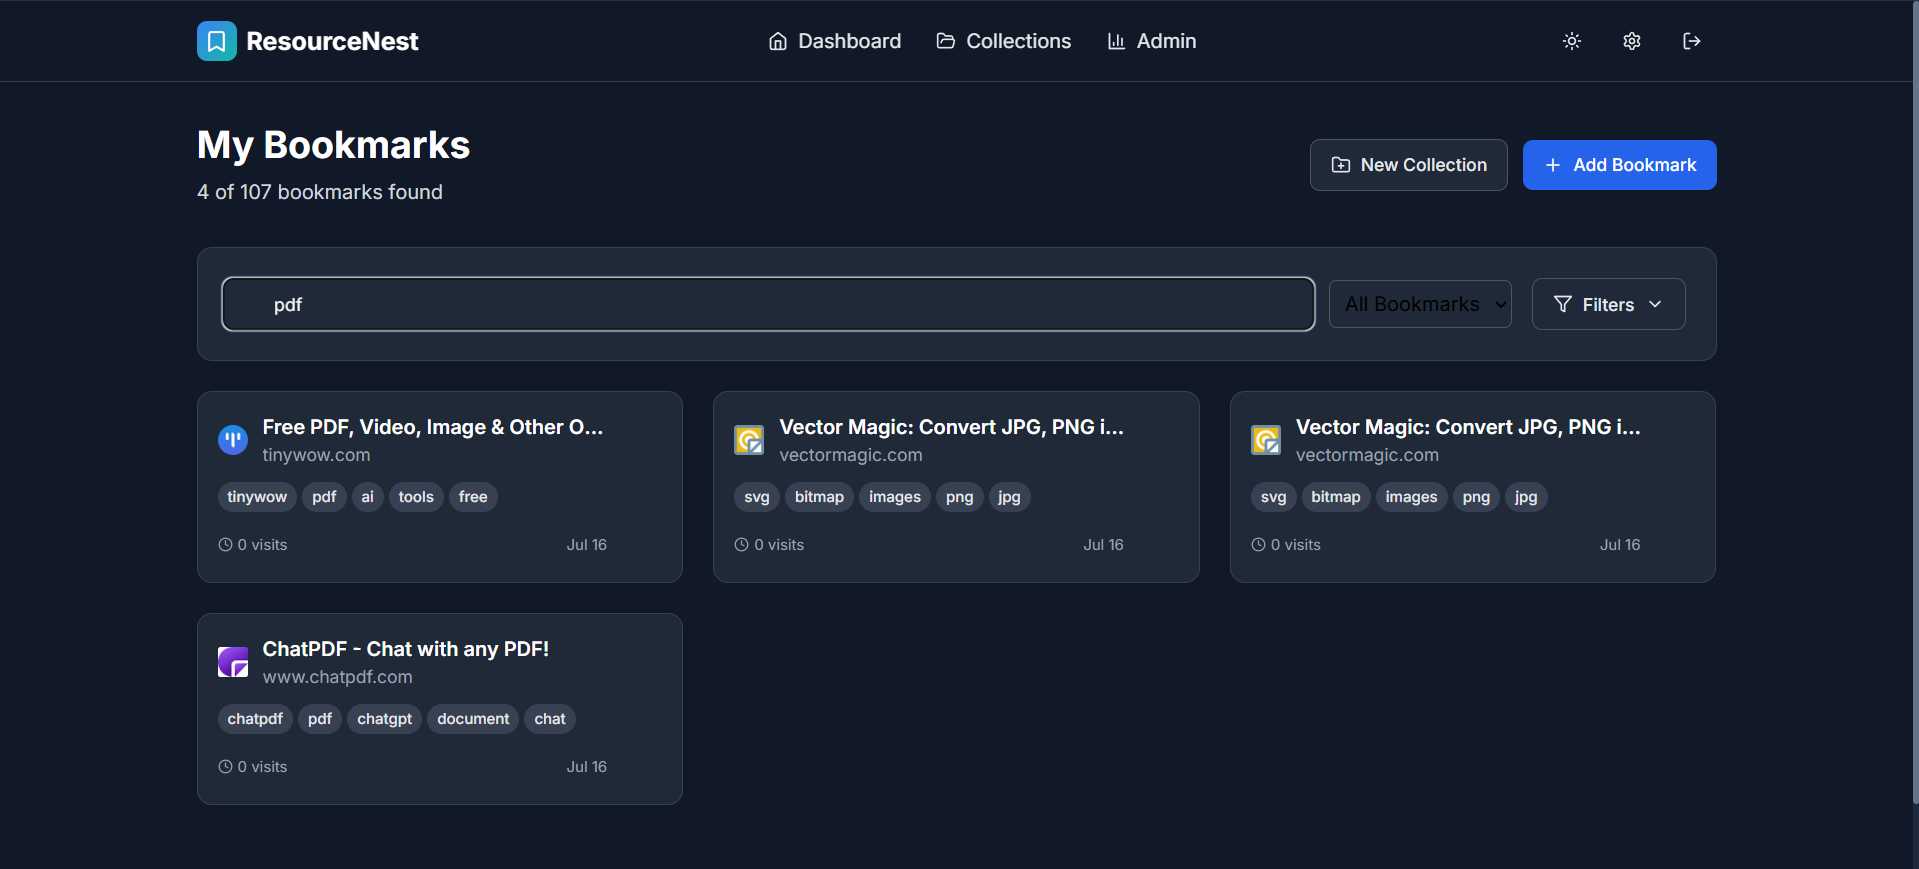 ResourceNest
Dashboard
Collections
Admin
My Bookmarks
4 of 107 bookmarks found
New Collection
Add Bookmark
pdf
All Bookmarks
Filters
Free PDF, Video, Image & Other O...
tinywow.com
tinywow pdf ai tools free
0 visits Jul 16
Vector Magic: Convert JPG, PNG i...
vectormagic.com
svg bitmap images png jpg
0 visits Jul 16
Vector Magic: Convert JPG, PNG i...
vectormagic.com
svg bitmap images png jpg
0 visits Jul 16
ChatPDF - Chat with any PDF!
www.chatpdf.com
chatpdf pdf chatgpt document chat
0 visits Jul 16